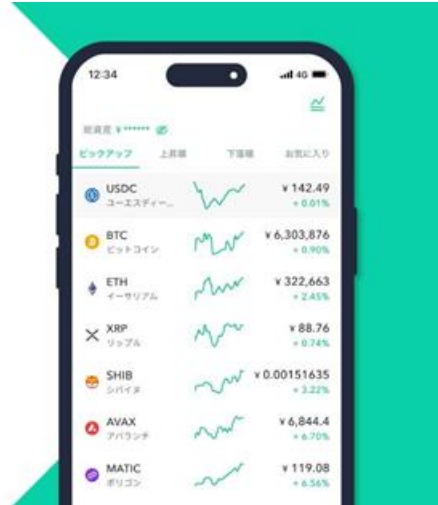 12:34
4G
総資産 ¥ ******
ピックアップ 上昇順 下落順 お気に入り
USDC ¥ 142.49
ユーエスディー... + 0.01%
BTC ¥ 6,303,876
ビットコイン + 0.90%
ETH ¥ 322,663
イーサリアム + 2.45%
XRP ¥ 88.76
リップル + 0.74%
SHIB ¥ 0.00151635
シバイヌ + 3.22%
AVAX ¥ 6,844.4
アバランチ + 6.70%
MATIC ¥ 119.08
ポリゴン + 6.56%